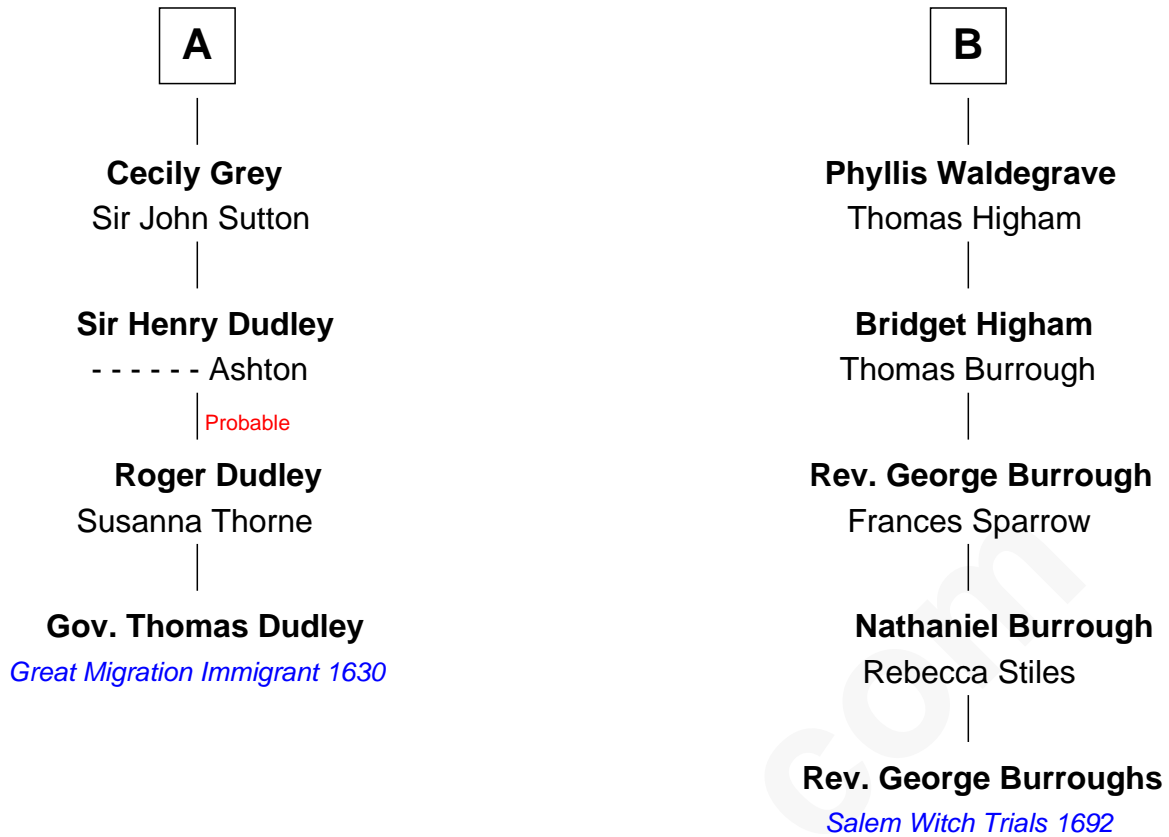 A
Cecily Grey
Sir John Sutton
Sir Henry Dudley
- - - - - - Ashton
Probable
Roger Dudley
Susanna Thorne
Gov. Thomas Dudley
Great Migration Immigrant 1630
B
Phyllis Waldegrave
Thomas Higham
Bridget Higham
Thomas Burrough
Rev. George Burrough
Frances Sparrow
Nathaniel Burrough
Rebecca Stiles
Rev. George Burroughs
Salem Witch Trials 1692
com